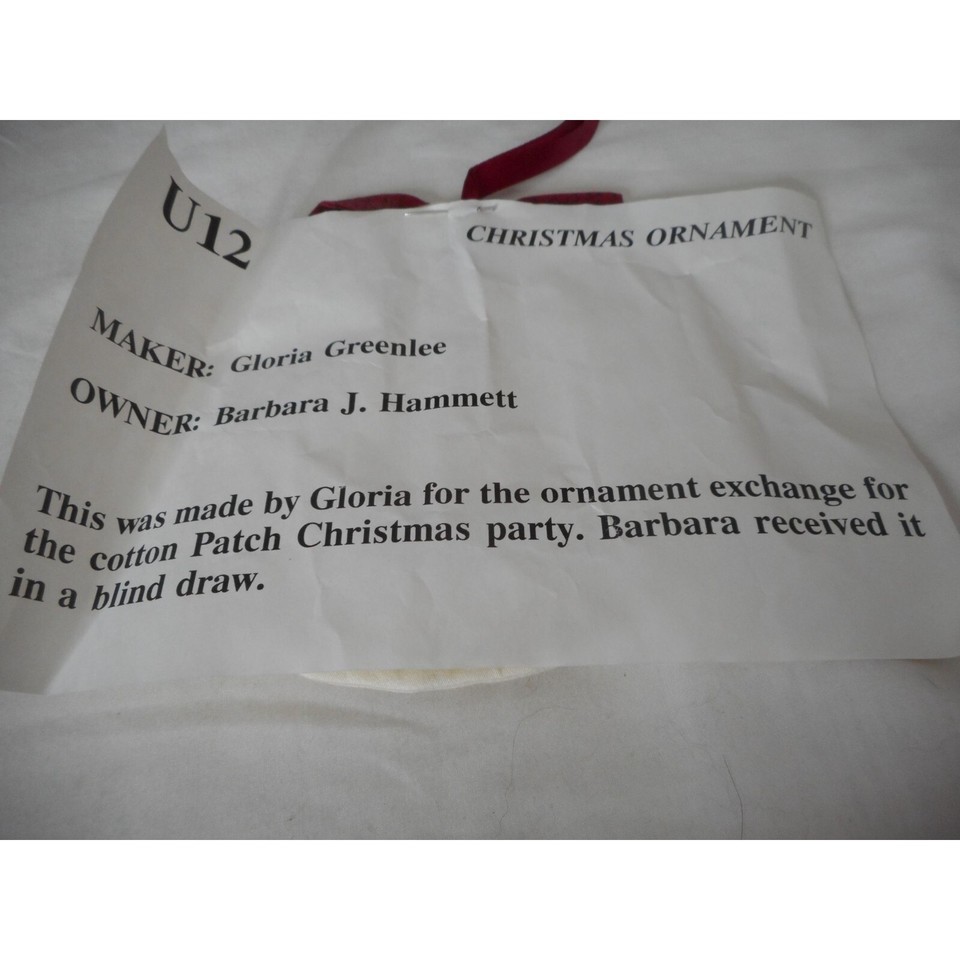 U12
CHRISTMAS ORNAMENT
MAKER: Gloria Greenlee
OWNER: Barbara J. Hammett
This was made by Gloria for the ornament exchange for
the cotton Patch Christmas party. Barbara received it
in a blind draw.